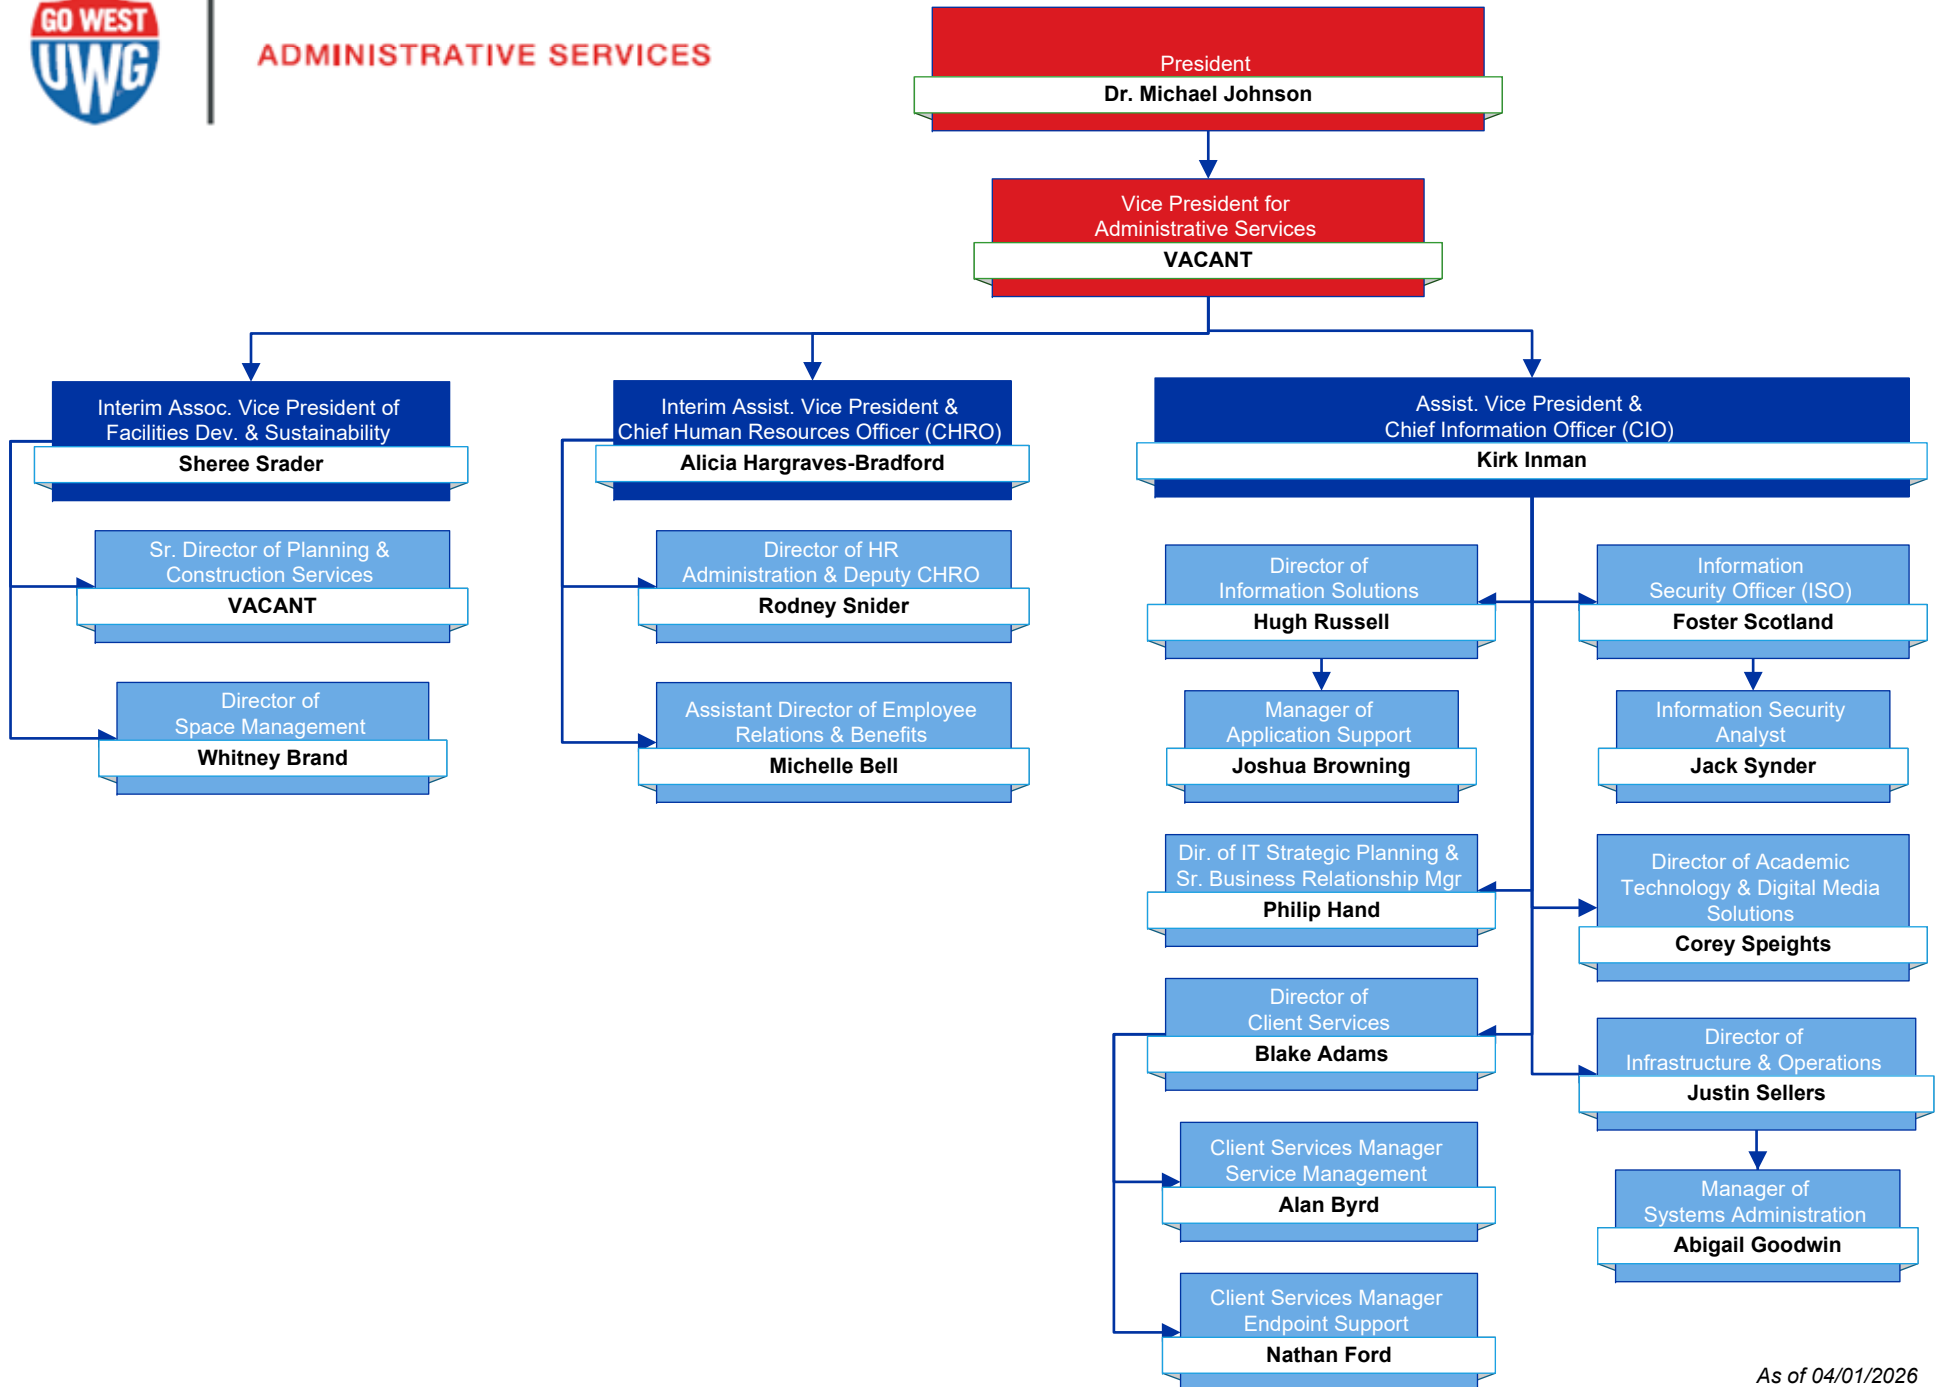 GO WEST
UWG
ADMINISTRATIVE SERVICES
President
Dr. Michael Johnson
Vice President for
Administrative Services
VACANT
Interim Assoc. Vice President of
Facilities Dev. & Sustainability
Sheree Srader
Sr. Director of Planning &
Construction Services
VACANT
Director of
Space Management
Whitney Brand
Interim Assist. Vice President &
Chief Human Resources Officer (CHRO)
Alicia Hargraves-Bradford
Director of HR
Administration & Deputy CHRO
Rodney Snider
Assistant Director of Employee
Relations & Benefits
Michelle Bell
Assist. Vice President &
Chief Information Officer (CIO)
Kirk Inman
Director of
Information Solutions
Hugh Russell
Manager of
Application Support
Joshua Browning
Information
Security Officer (ISO)
Foster Scotland
Information Security
Analyst
Jack Synder
Dir. of IT Strategic Planning &
Sr. Business Relationship Mgr
Philip Hand
Director of Academic
Technology & Digital Media
Solutions
Corey Speights
Director of
Client Services
Blake Adams
Client Services Manager
Service Management
Alan Byrd
Client Services Manager
Endpoint Support
Nathan Ford
Director of
Infrastructure & Operations
Justin Sellers
Manager of
Systems Administration
Abigail Goodwin
As of 04/01/2026